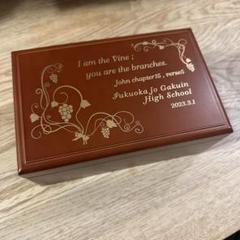 I am the Vine ;
you are the branches.
John chapter15 , verse5
Fukuoka Jo Gakuin
High School
2023.3.1